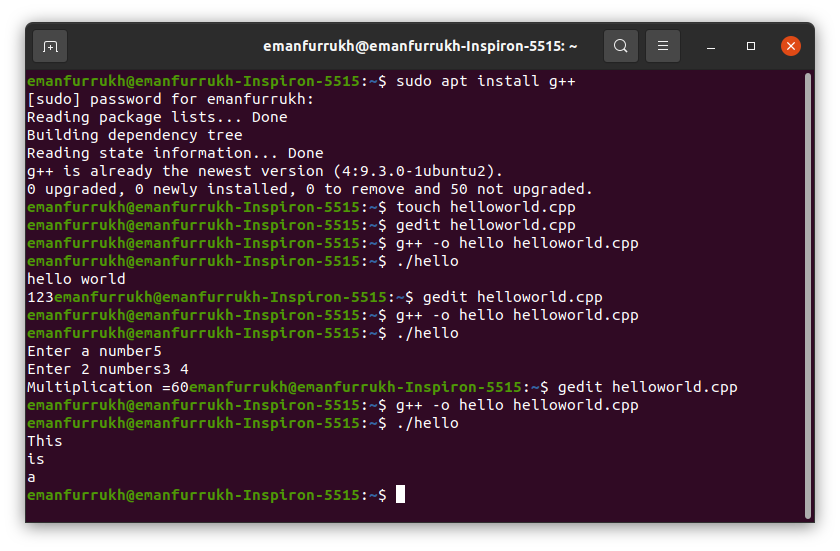 emanfurrukh@emanfurrukh-Inspiron-5515: ~
emanfurrukh@emanfurrukh-Inspiron-5515:~$ sudo apt install g++
[sudo] password for emanfurrukh:
Reading package lists... Done
Building dependency tree
Reading state information... Done
g++ is already the newest version (4:9.3.0-1ubuntu2).
0 upgraded, 0 newly installed, 0 to remove and 50 not upgraded.
emanfurrukh@emanfurrukh-Inspiron-5515:~$ touch helloworld.cpp
emanfurrukh@emanfurrukh-Inspiron-5515:~$ gedit helloworld.cpp
emanfurrukh@emanfurrukh-Inspiron-5515:~$ g++ -o hello helloworld.cpp
emanfurrukh@emanfurrukh-Inspiron-5515:~$ ./hello
hello world
123emanfurrukh@emanfurrukh-Inspiron-5515:~$ gedit helloworld.cpp
emanfurrukh@emanfurrukh-Inspiron-5515:~$ g++ -o hello helloworld.cpp
emanfurrukh@emanfurrukh-Inspiron-5515:~$ ./hello
Enter a number5
Enter 2 numbers3 4
Multiplication =60emanfurrukh@emanfurrukh-Inspiron-5515:~$ gedit helloworld.cpp
emanfurrukh@emanfurrukh-Inspiron-5515:~$ g++ -o hello helloworld.cpp
emanfurrukh@emanfurrukh-Inspiron-5515:~$ ./hello
This
is
a
emanfurrukh@emanfurrukh-Inspiron-5515:~$